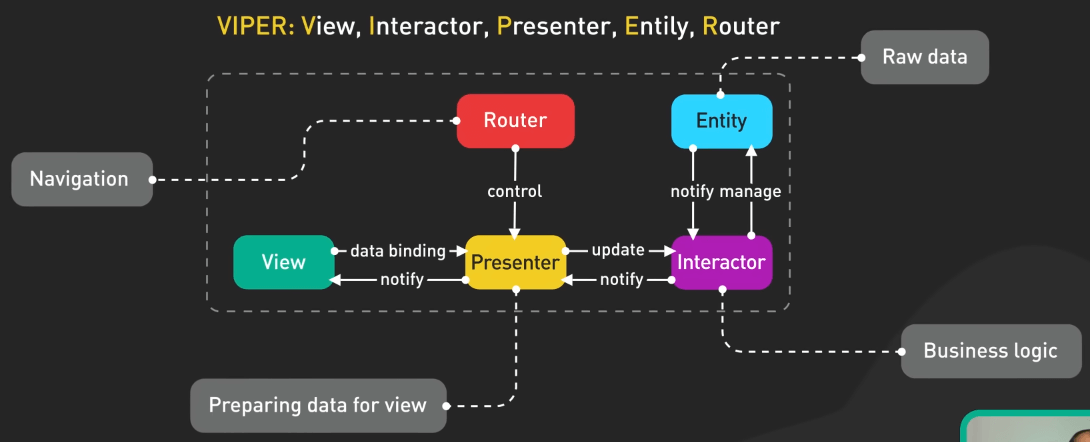 VIPER: View, Interactor, Presenter, Entily, Router
Raw data
Router
Entity
Navigation
control
notify manage
View
data binding
notify
Presenter
update
notify
Interactor
Business logic
Preparing data for view